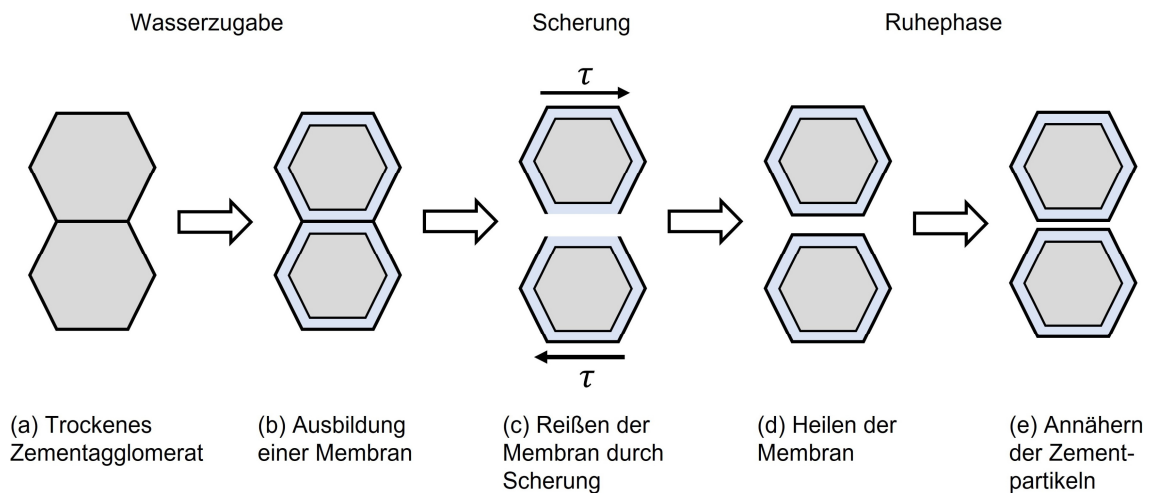 Wasserzugabe
Scherung
Ruhephase
τ
τ
(a) Trockenes
Zementagglomerat
(b) Ausbildung
einer Membran
(c) Reißen der
Membran durch
Scherung
(d) Heilen der
Membran
(e) Annähern
der Zement-
partikeln